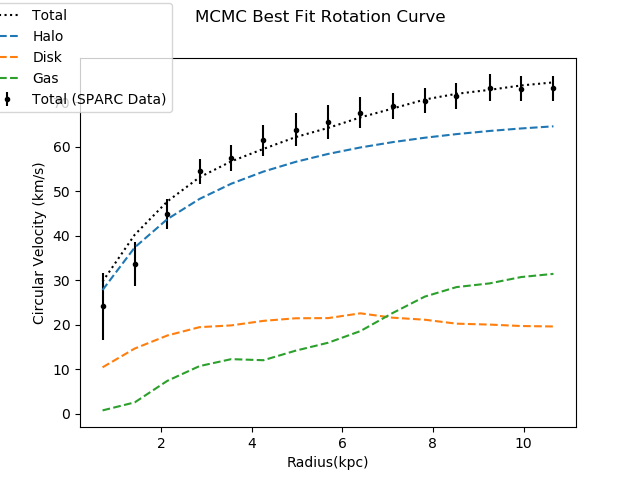 MCMC Best Fit Rotation Curve
Total
Halo
Disk
Gas
Total (SPARC Data)
70
60
50
40
30
20
10
0
Circular Velocity (km/s)
2 4 6 8 10
Radius(kpc)